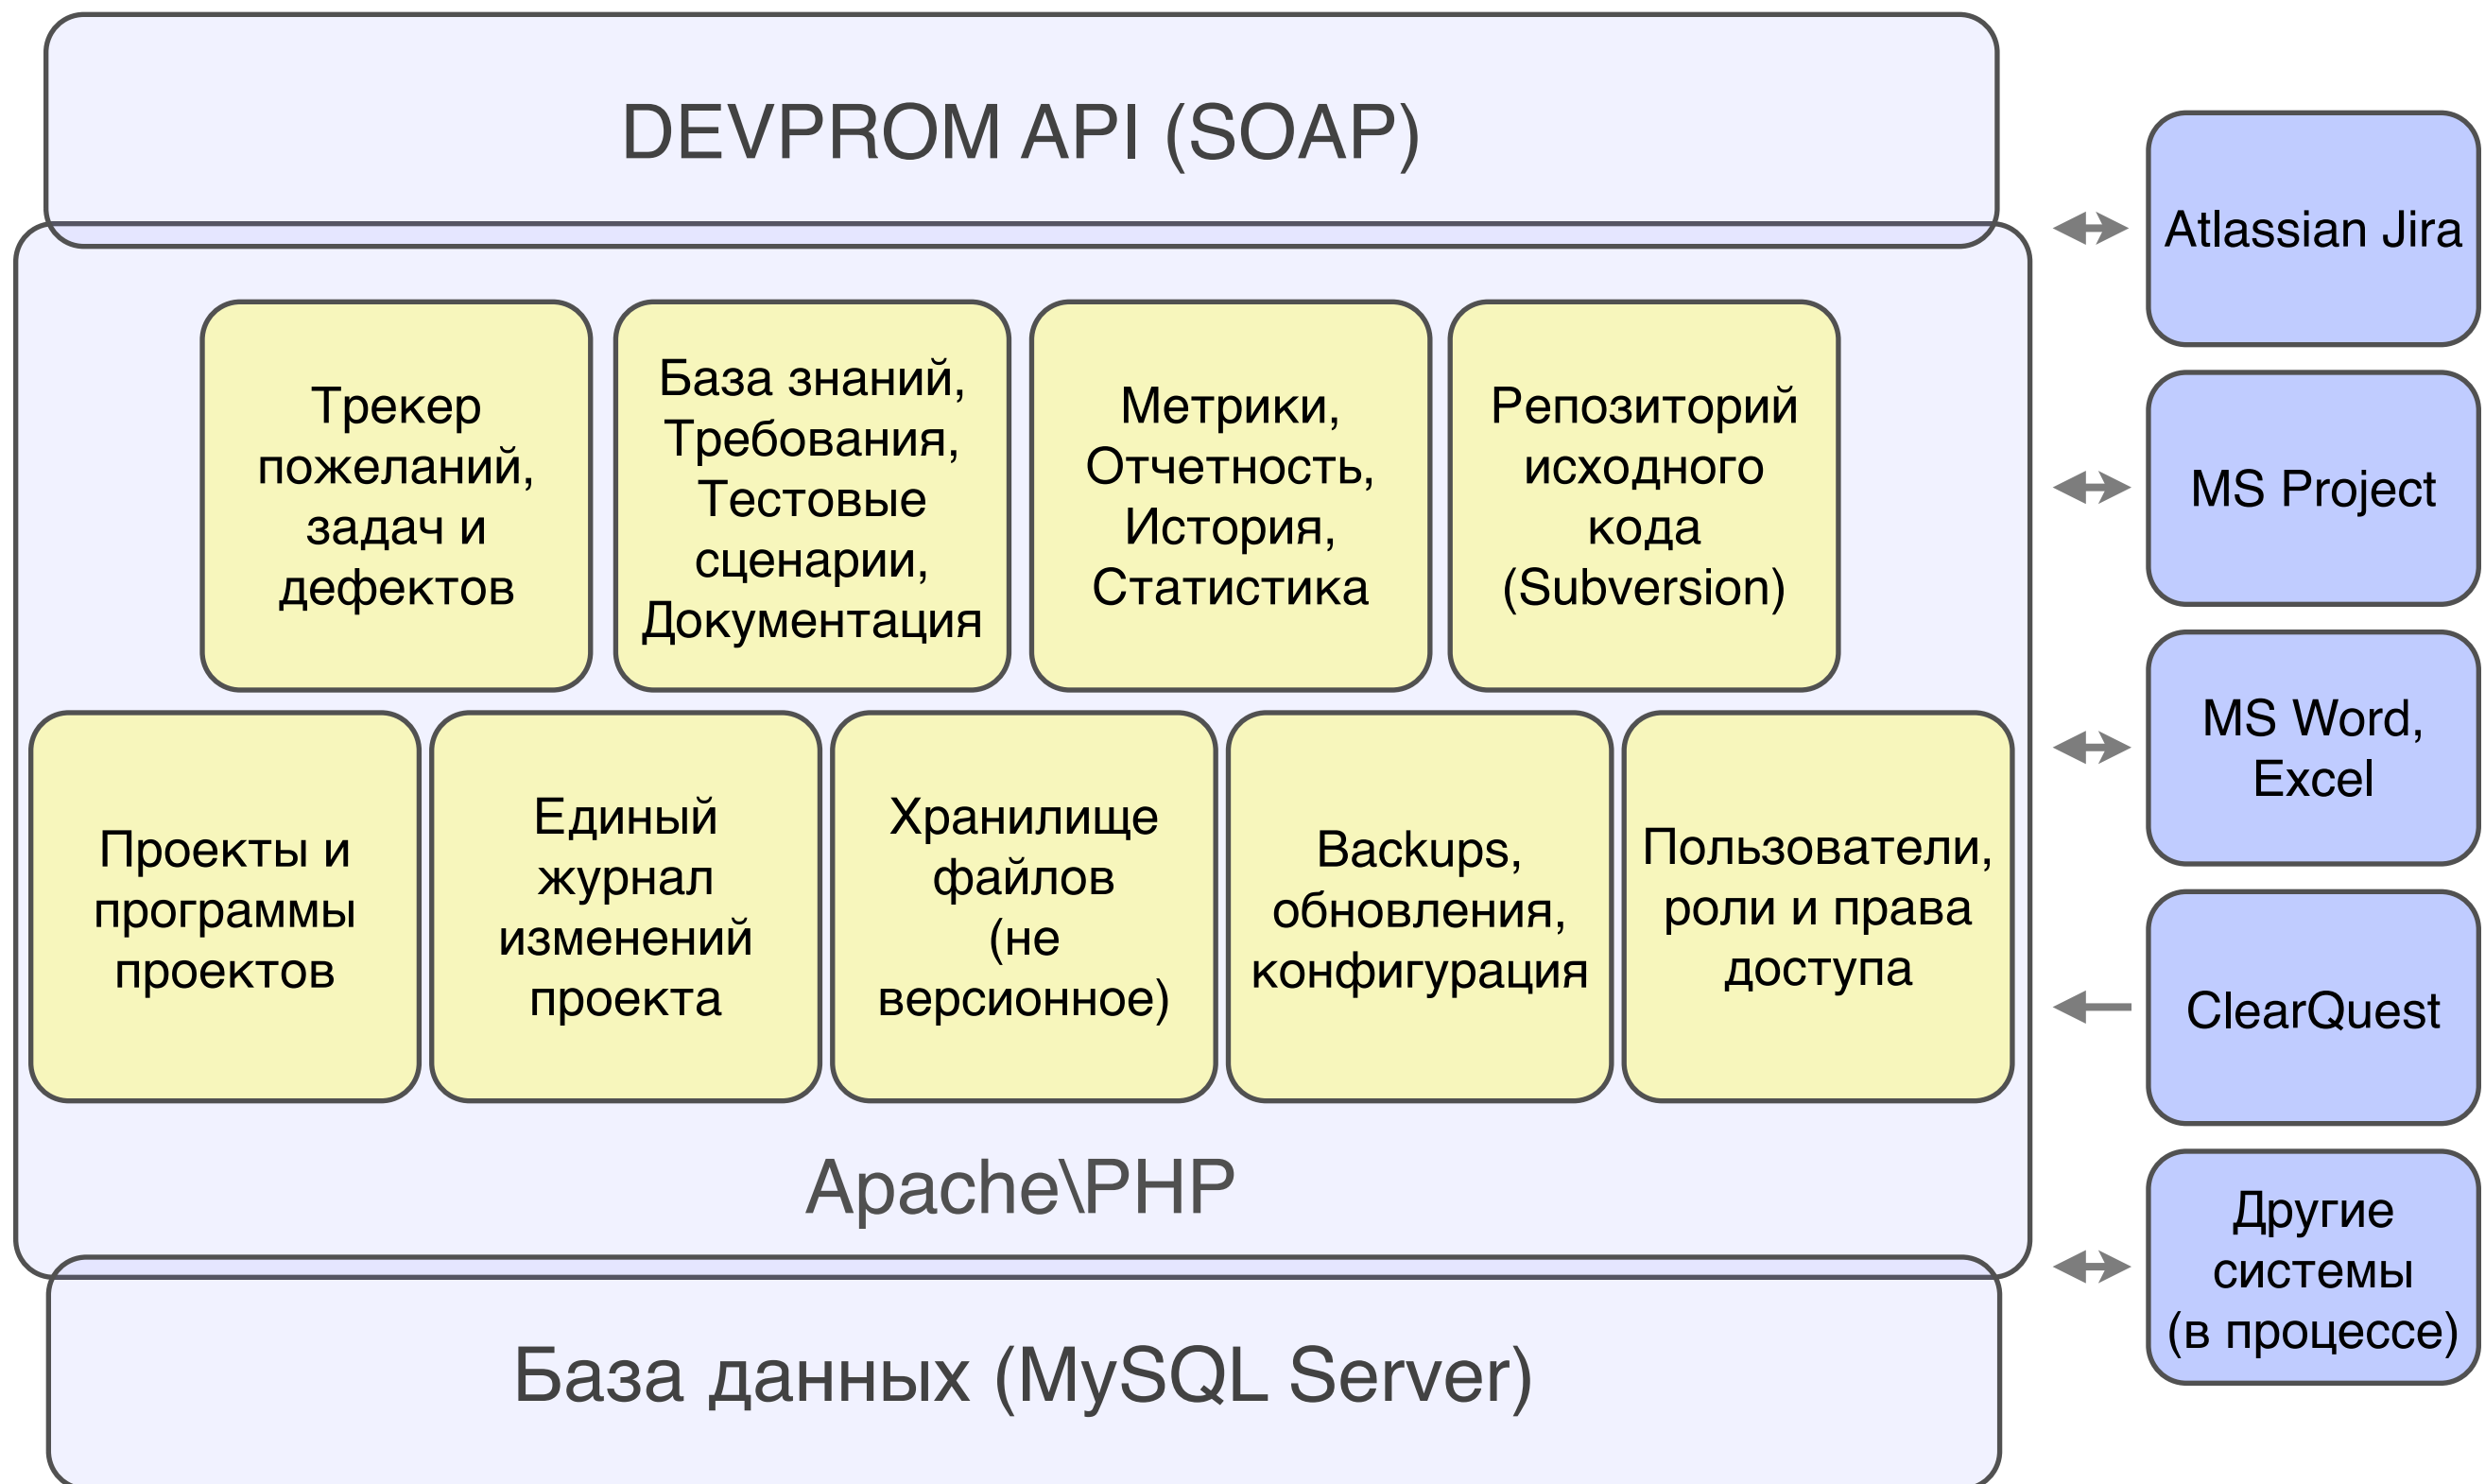 DEVPROM API (SOAP)
Трекер
пожеланий,
задач и
дефектов
База знаний,
Требования,
Тестовые
сценарии,
Документация
Метрики,
Отчетность,
История,
Статистика
Репозиторий
исходного
кода
(Subversion)
Проекты и
программы
проектов
Единый
журнал
изменений
проекта
Хранилище
файлов
(не
версионное)
Backups,
обновления,
конфигурация
Пользователи,
роли и права
доступа
Apache\PHP
База данных (MySQL Server)
Atlassian Jira
MS Project
MS Word,
Excel
ClearQuest
Другие
системы
(в процессе)